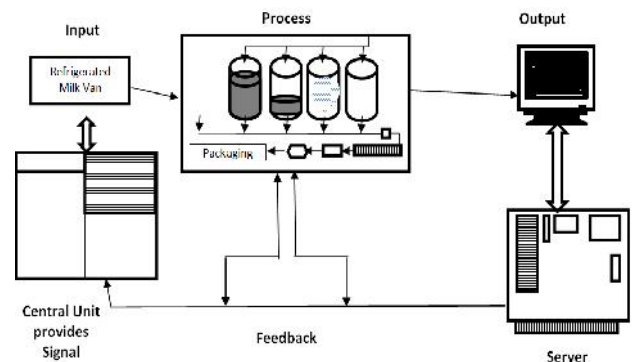 Input
Process
Output
Refrigerated
Milk Van
Packaging
Central Unit
provides
Signal
Feedback
Server